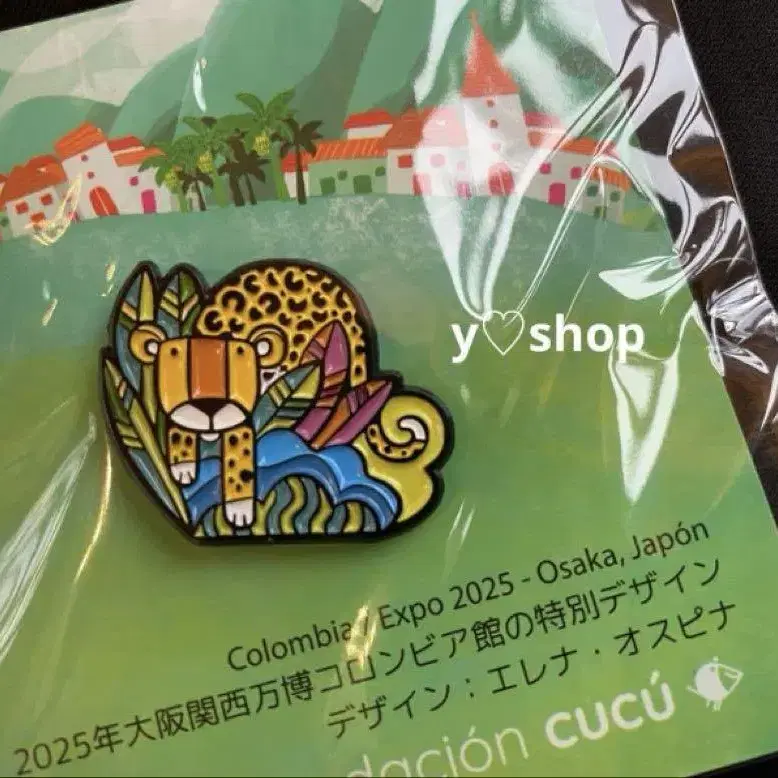 y♡shop
Colombia / Expo 2025 - Osaka, Japón
2025年大阪関西万博コロンビア館の特別デザイン
デザイン：エレナ・オスピナ
dación cucú